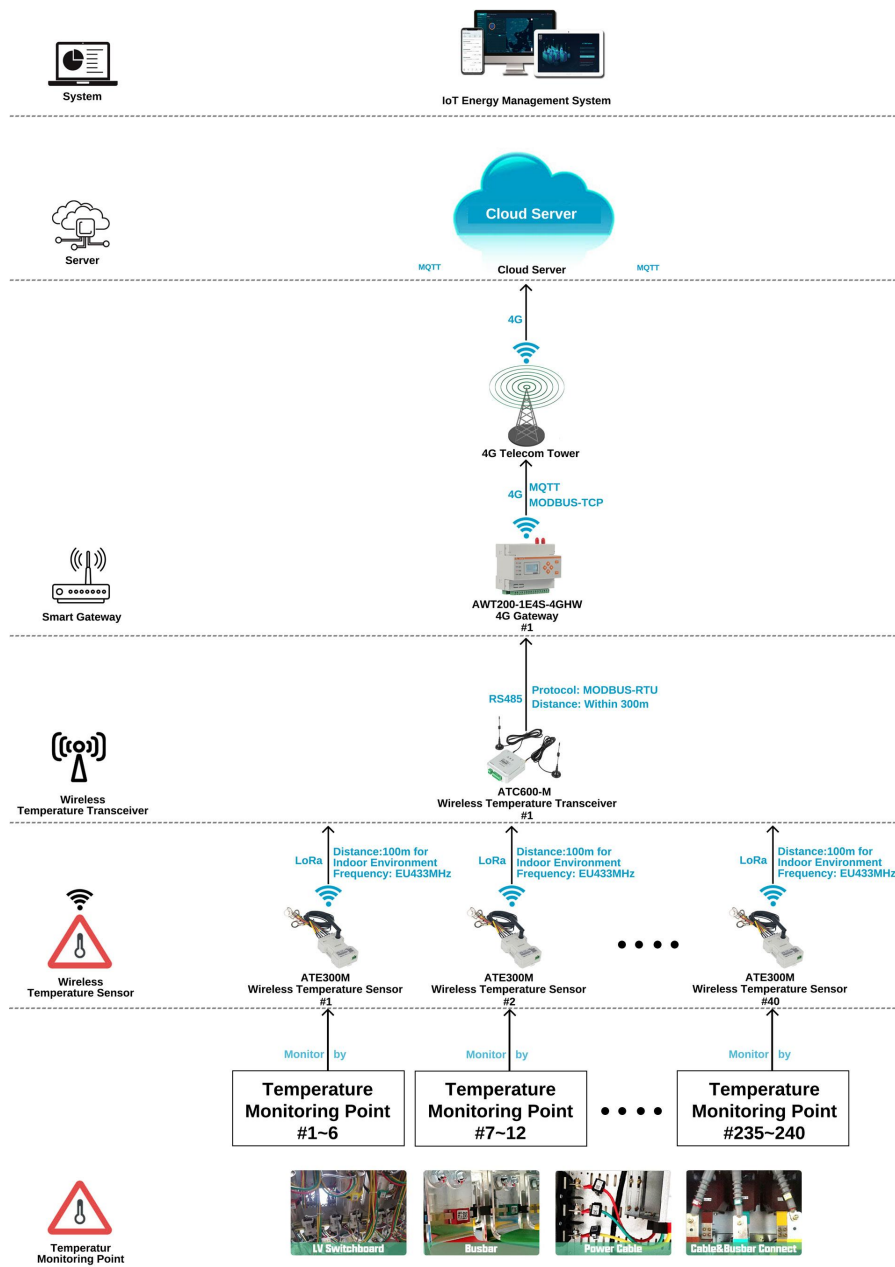 System
IoT Energy Management System
Cloud Server
Server
MQTT
Cloud Server
MQTT
4G
4G Telecom Tower
4G
MQTT
MODBUS-TCP
Smart Gateway
AWT200-1E4S-4GHW
4G Gateway
#1
RS485
Protocol: MODBUS-RTU
Distance: Within 300m
Wireless
Temperature Transceiver
ATC600-M
Wireless Temperature Transceiver
#1
LoRa
Distance:100m for
Indoor Environment
Frequency: EU433MHz
LoRa
Distance:100m for
Indoor Environment
Frequency: EU433MHz
LoRa
Distance:100m for
Indoor Environment
Frequency: EU433MHz
Wireless
Temperature Sensor
ATE300M
Wireless Temperature Sensor
#1
ATE300M
Wireless Temperature Sensor
#2
ATE300M
Wireless Temperature Sensor
#40
Monitor by
Monitor by
Monitor by
Temperature
Monitoring Point
#1~6
Temperature
Monitoring Point
#7~12
Temperature
Monitoring Point
#235~240
Temperatur
Monitoring Point
LV Switchboard
Busbar
Power Cable
Cable&Busbar Connect